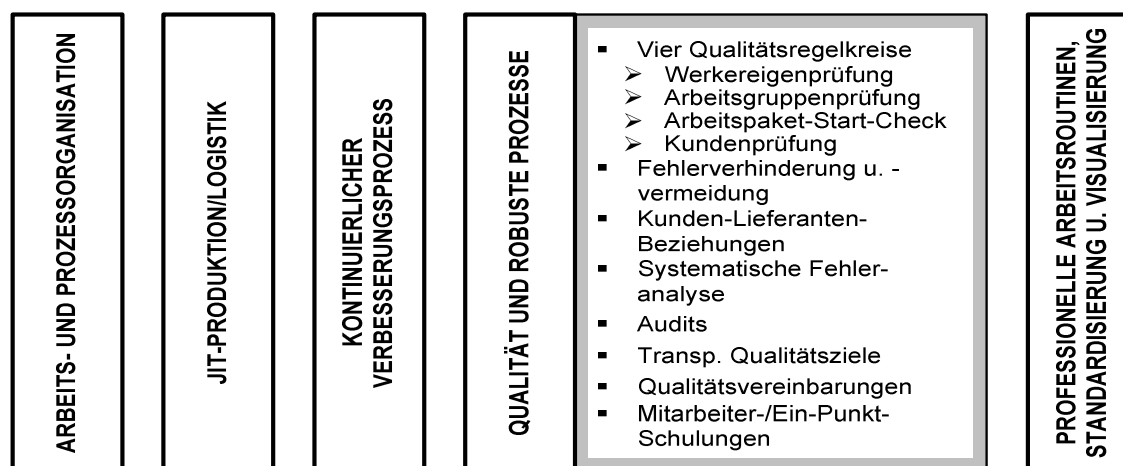 ARBEITS- UND PROZESSORGANISATION
JIT-PRODUKTION/LOGISTIK
KONTINUIERLICHER
VERBESSERUNGSPROZESS
QUALITÄT UND ROBUSTE PROZESSE
▪ Vier Qualitätsregelkreise
➢ Werkereigenprüfung
➢ Arbeitsgruppenprüfung
➢ Arbeitspaket-Start-Check
➢ Kundenprüfung
▪ Fehlerverhinderung u. -
vermeidung
▪ Kunden-Lieferanten-
Beziehungen
▪ Systematische Fehler-
analyse
▪ Audits
▪ Transp. Qualitätsziele
▪ Qualitätsvereinbarungen
▪ Mitarbeiter-/Ein-Punkt-
Schulungen
PROFESSIONELLE ARBEITSROUTINEN,
STANDARDISIERUNG U. VISUALISIERUNG